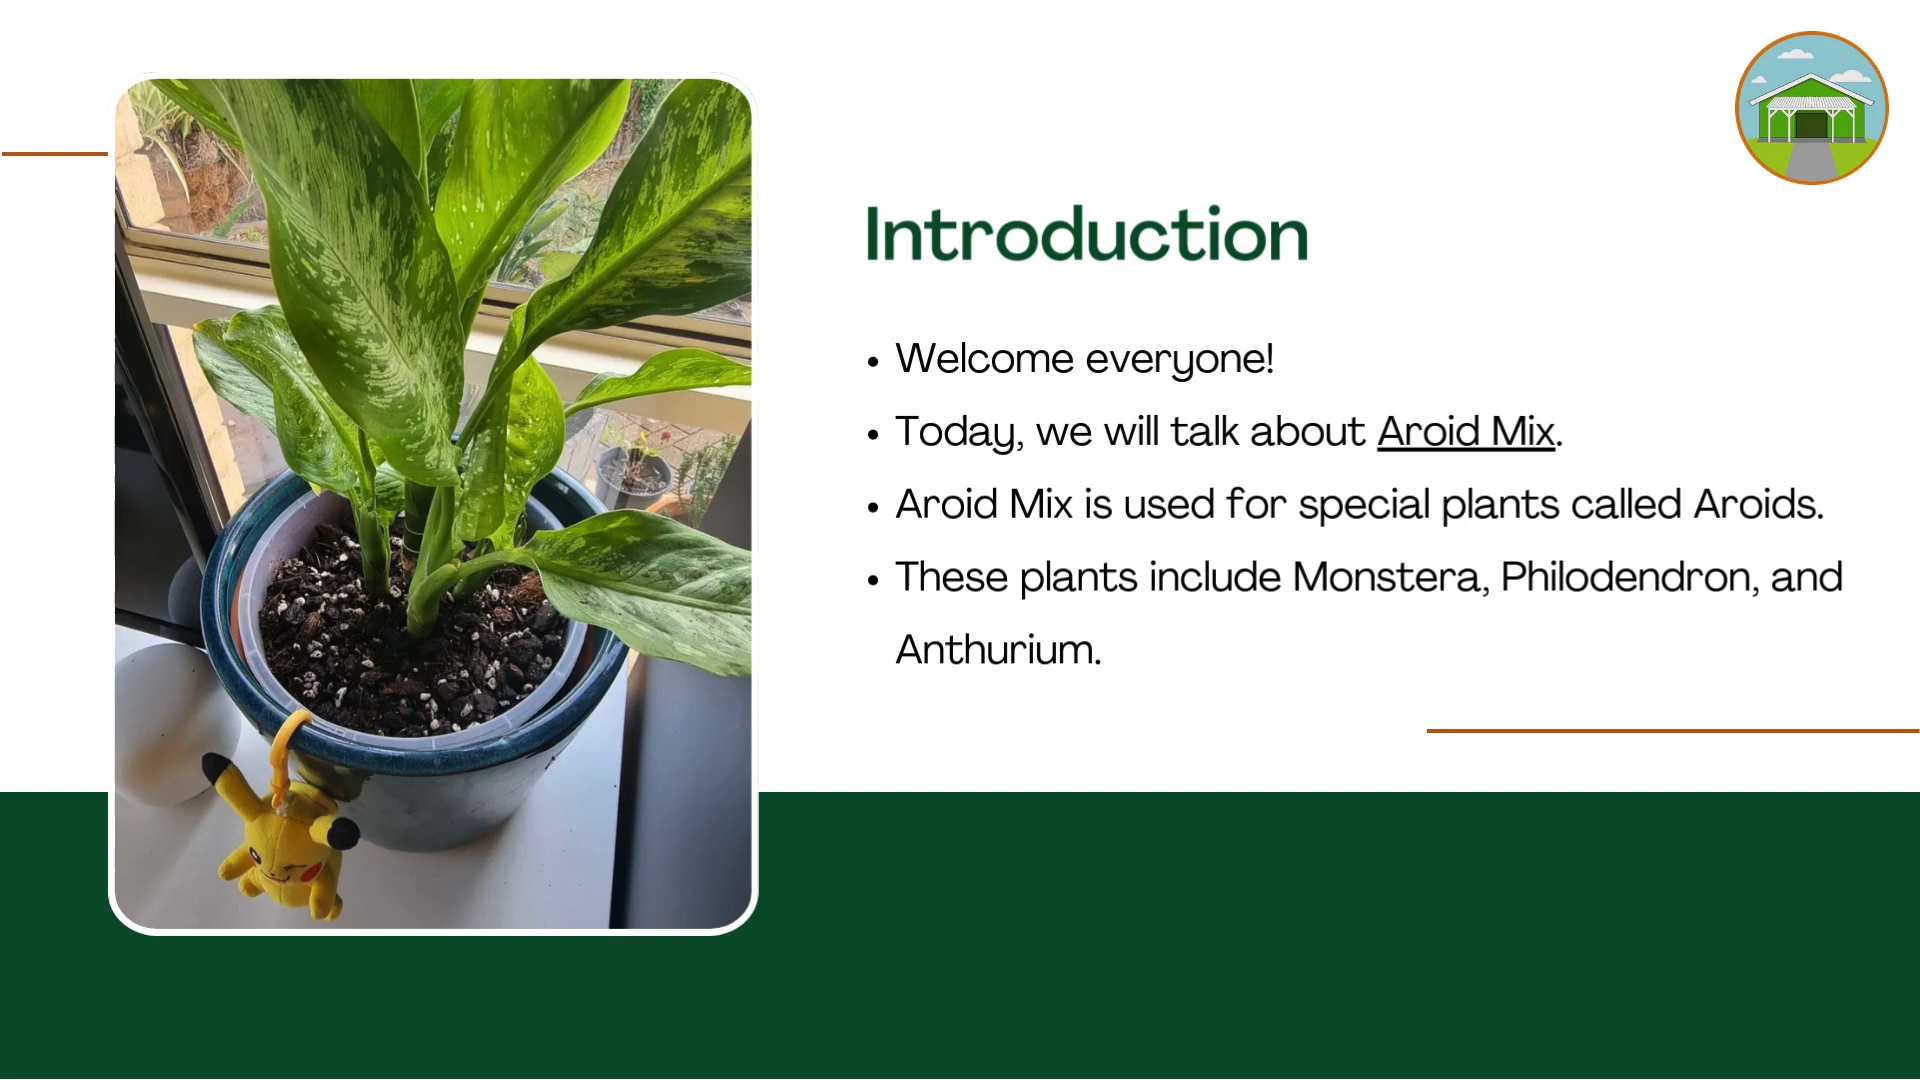 Introduction
• Welcome everyone!
• Today, we will talk about Aroid Mix.
• Aroid Mix is used for special plants called Aroids.
• These plants include Monstera, Philodendron, and
Anthurium.